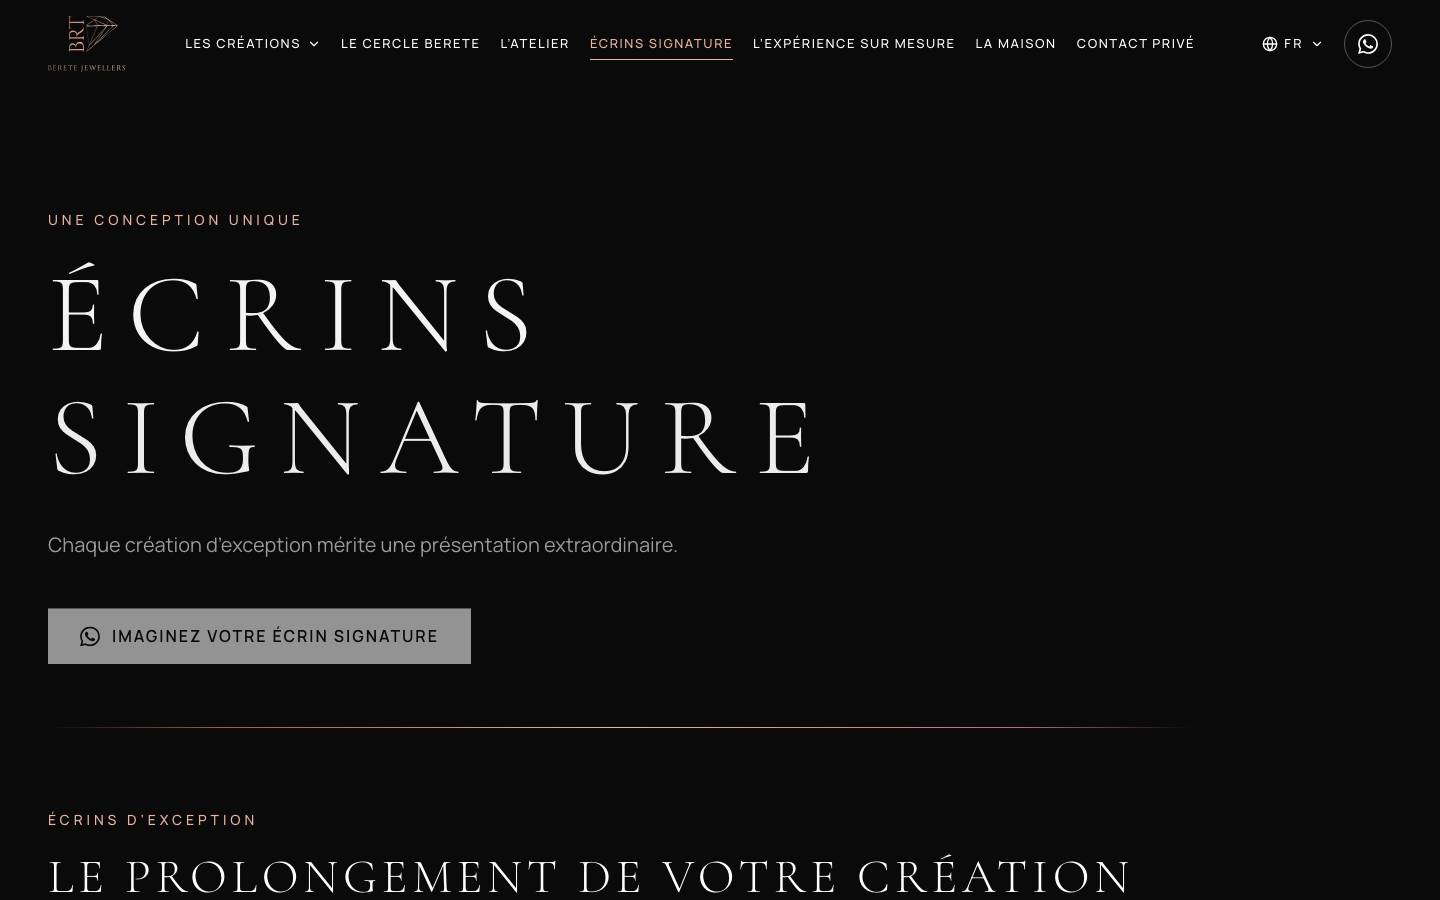 BRT
BERETE JEWELLERS
LES CRÉATIONS
LE CERCLE BERETE
L'ATELIER
ÉCRINS SIGNATURE
L'EXPÉRIENCE SUR MESURE
LA MAISON
CONTACT PRIVÉ
FR
UNE CONCEPTION UNIQUE
ÉCRINS
SIGNATURE
Chaque création d'exception mérite une présentation extraordinaire.
IMAGINEZ VOTRE ÉCRIN SIGNATURE
ÉCRINS D'EXCEPTION
LE PROLONGEMENT DE VOTRE CRÉATION